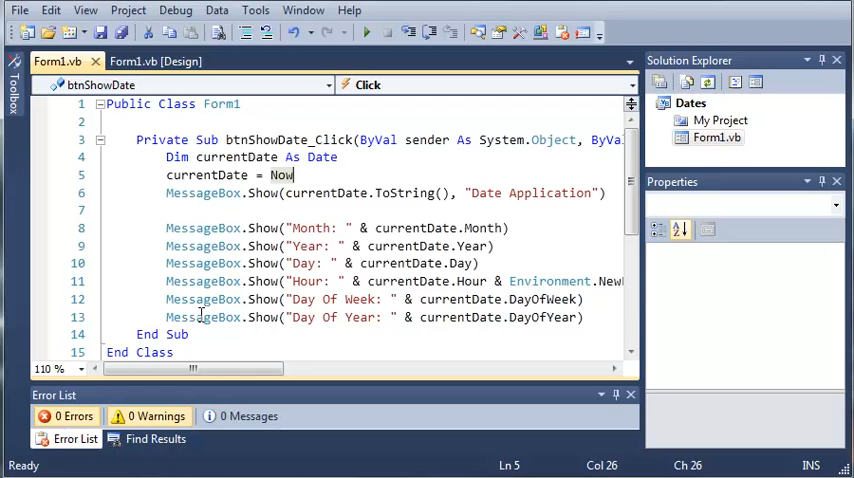 File Edit View Project Debug Data Tools Window Help
Form1.vb Form1.vb [Design]
Solution Explorer
Toolbox
btnShowDate Click
1 Public Class Form1
2
3 Private Sub btnShowDate_Click(ByVal sender As System.Object, ByVal
4 Dim currentDate As Date
5 currentDate = Now
6 MessageBox.Show(currentDate.ToString(), "Date Application")
7
8 MessageBox.Show("Month: " & currentDate.Month)
9 MessageBox.Show("Year: " & currentDate.Year)
10 MessageBox.Show("Day: " & currentDate.Day)
11 MessageBox.Show("Hour: " & currentDate.Hour & Environment.New
12 MessageBox.Show("Day Of Week: " & currentDate.DayOfWeek)
13 MessageBox.Show("Day Of Year: " & currentDate.DayOfYear)
14 End Sub
15 End Class
110 %
Dates
My Project
Form1.vb
Properties
Error List
0 Errors 0 Warnings 0 Messages
Error List Find Results
Ready Ln 5 Col 26 Ch 26 INS